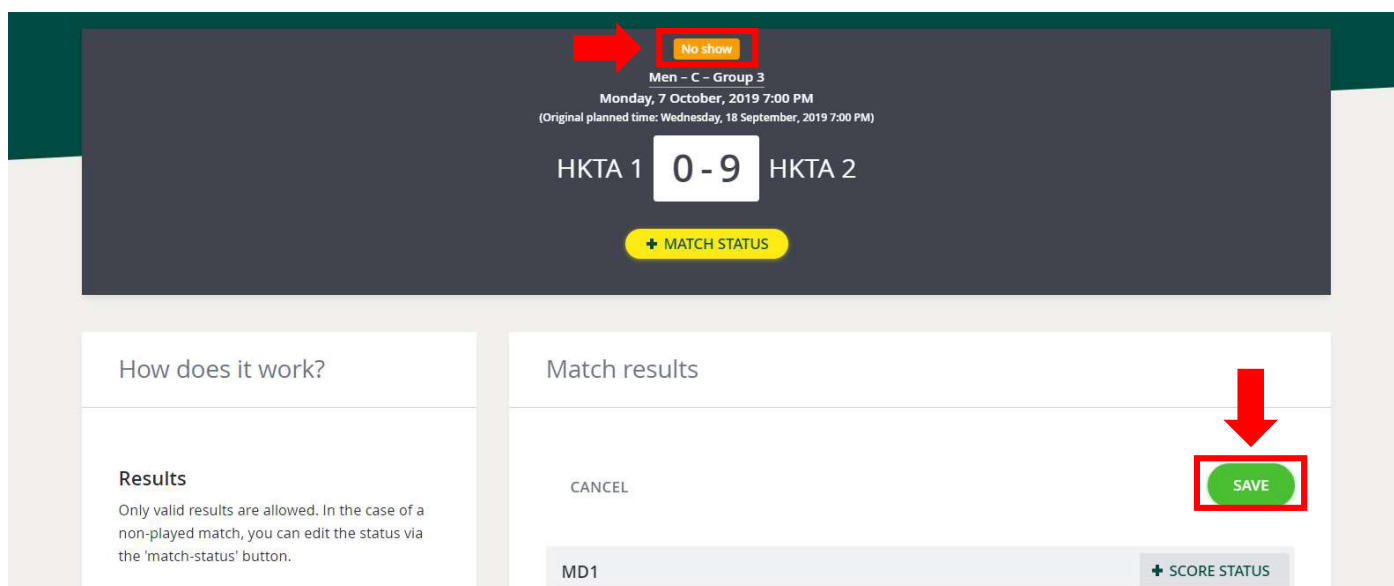 No show
Men – C – Group 3
Monday, 7 October, 2019 7:00 PM
(Original planned time: Wednesday, 18 September, 2019 7:00 PM)
HKTA 1 0 - 9 HKTA 2
+ MATCH STATUS
How does it work?
Results
Only valid results are allowed. In the case of a
non-played match, you can edit the status via
the 'match-status' button.
Match results
CANCEL SAVE
MD1 + SCORE STATUS